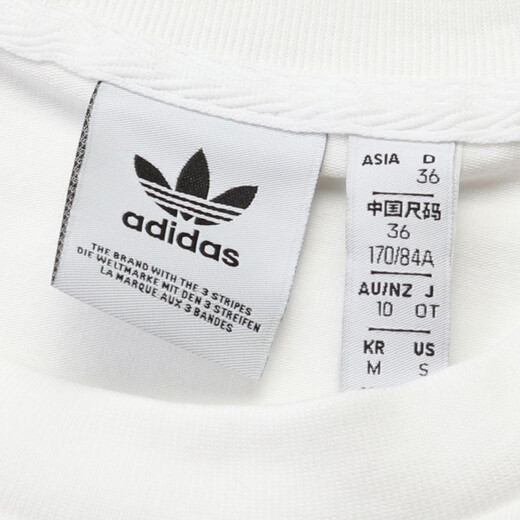 adidas
THE BRAND WITH THE 3 STRIPES
DIE WELTMARKE MIT DEN 3 STREIFEN
LA MARQUE AUX 3 BANDES
ASIA D
36
中国尺码
36
170/84A
AU/NZ J
10 OT
KR US
M S